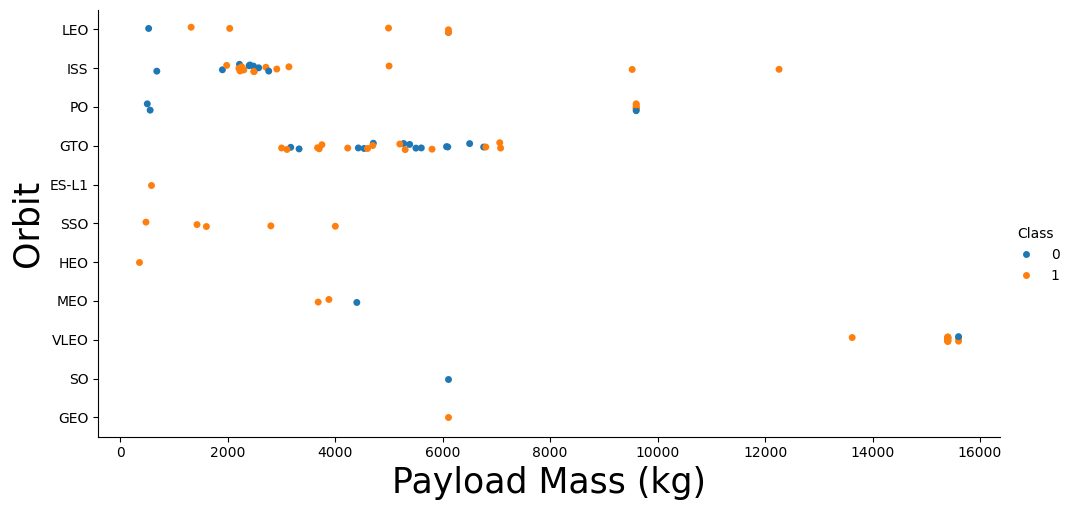 Orbit
LEO
ISS
PO
GTO
ES-L1
SSO
HEO
MEO
VLEO
SO
GEO
0 2000 4000 6000 8000 10000 12000 14000 16000
Payload Mass (kg)
Class
0
1